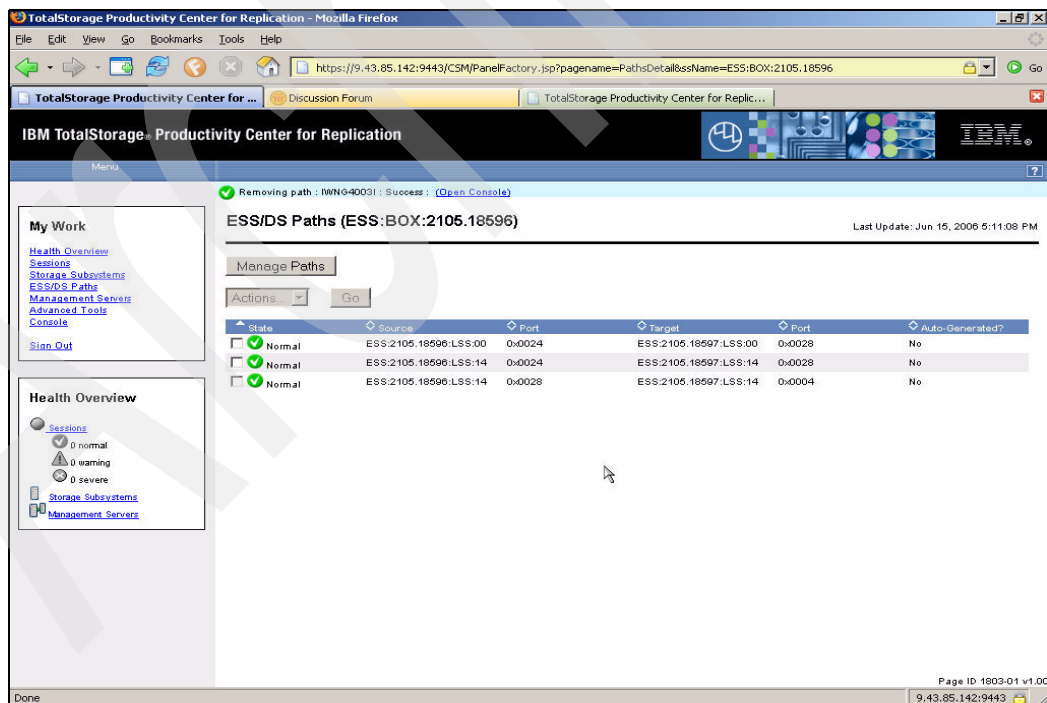 TotalStorage Productivity Center for Replication - Mozilla Firefox
File Edit View Go Bookmarks Tools Help
https://9.43.85.142:9443/CSM/PanelFactory.jsp?pagename=PathsDetail&ssName=ESS:BOX:2105.18596 Go
TotalStorage Productivity Center for ... Discussion Forum TotalStorage Productivity Center for Replic...
IBM TotalStorage® Productivity Center for Replication IBM®
Menu ?
Removing path : IWNG4003I : Success : (Open Console)
ESS/DS Paths (ESS:BOX:2105.18596) Last Update: Jun 15, 2006 5:11:08 PM
My Work
Health Overview
Sessions
Storage Subsystems
ESS/DS Paths
Management Servers
Advanced Tools
Console
Sign Out
Manage Paths
Actions... Go
State Source Port Target Port Auto-Generated?
Normal ESS:2105.18596:LSS:00 0x0024 ESS:2105.18597:LSS:00 0x0028 No
Normal ESS:2105.18596:LSS:14 0x0024 ESS:2105.18597:LSS:14 0x0028 No
Normal ESS:2105.18596:LSS:14 0x0028 ESS:2105.18597:LSS:14 0x0004 No
Health Overview
Sessions
0 normal
0 warning
0 severe
Storage Subsystems
Management Servers
Page ID 1803-01 v1.00
Done 9.43.85.142:9443